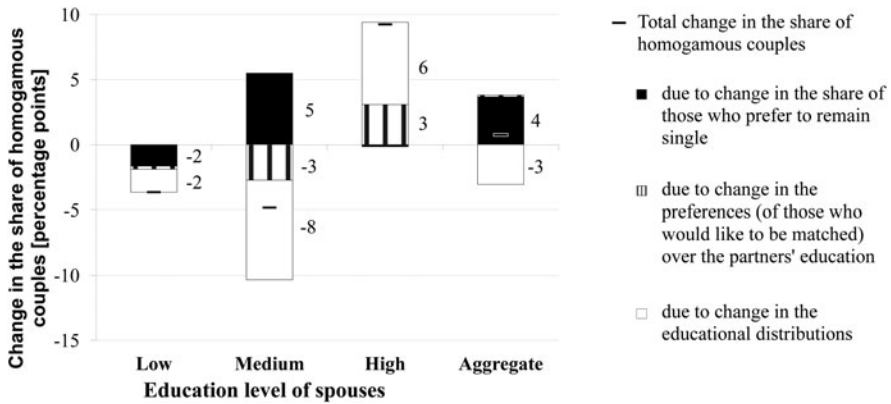 Change in the share of homogamous
couples [percentage points]
10
5
0
-5
-10
-15
-2
-2
5
-3
-8
6
3
4
-3
Low Medium High Aggregate
Education level of spouses
Total change in the share of
homogamous couples
due to change in the share of
those who prefer to remain
single
due to change in the
preferences (of those who
would like to be matched)
over the partners' education
due to change in the
educational distributions